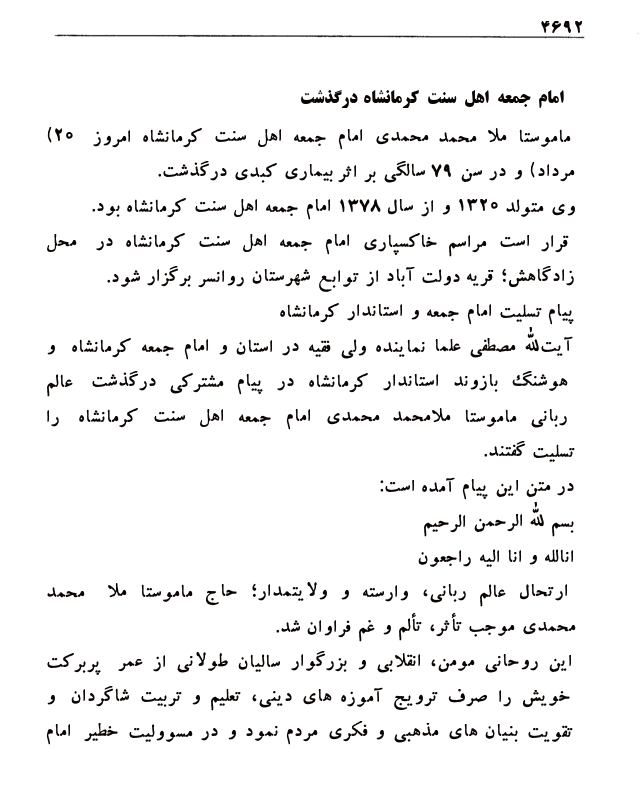 ۴۶۹۲
امام جمعه اهل سنت کرمانشاه درگذشت
ماموستا ملا محمد محمدی امام جمعه اهل سنت کرمانشاه امروز ۲۰)
مرداد) و در سن ۷۹ سالگی بر اثر بیماری کبدی درگذشت.
وی متولد ۱۳۲۰ و از سال ۱۳۷۸ امام جمعه اهل سنت کرمانشاه بود.
قرار است مراسم خاکسپاری امام جمعه اهل سنت کرمانشاه در محل
زادگاهش؛ قریه دولت آباد از توابع شهرستان روانسر برگزار شود.
پیام تسلیت امام جمعه و استاندار کرمانشاه
آیت‌لله مصطفی علما نماینده ولی فقیه در استان و امام جمعه کرمانشاه و
هوشنگ بازوند استاندار کرمانشاه در پیام مشترکی درگذشت عالم
ربانی ماموستا ملامحمد محمدی امام جمعه اهل سنت کرمانشاه را
تسلیت گفتند.
در متن این پیام آمده است:
بسم لله الرحمن الرحیم
انالله و انا الیه راجعون
ارتحال عالم ربانی، وارسته و ولایتمدار؛ حاج ماموستا ملا محمد
محمدی موجب تأثر، تألم و غم فراوان شد.
این روحانی مومن، انقلابی و بزرگوار سالیان طولانی از عمر پربرکت
خویش را صرف ترویج آموزه های دینی، تعلیم و تربیت شاگردان و
تقویت بنیان های مذهبی و فکری مردم نمود و در مسوولیت خطیر امام